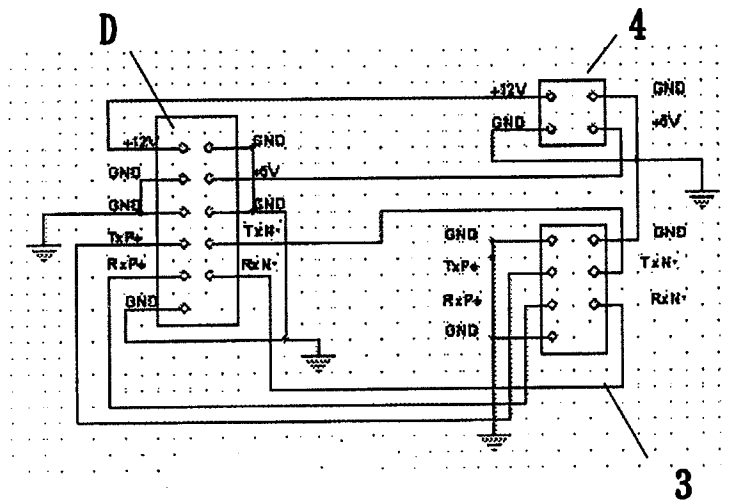 D
4
+12V
GND
GND
+5V
+12V
GND
GND
+5V
GND
GND
TxP+
TxN-
RxP+
RxN-
GND
GND
GND
TxP+
TxN-
RxP+
RxN-
GND
3